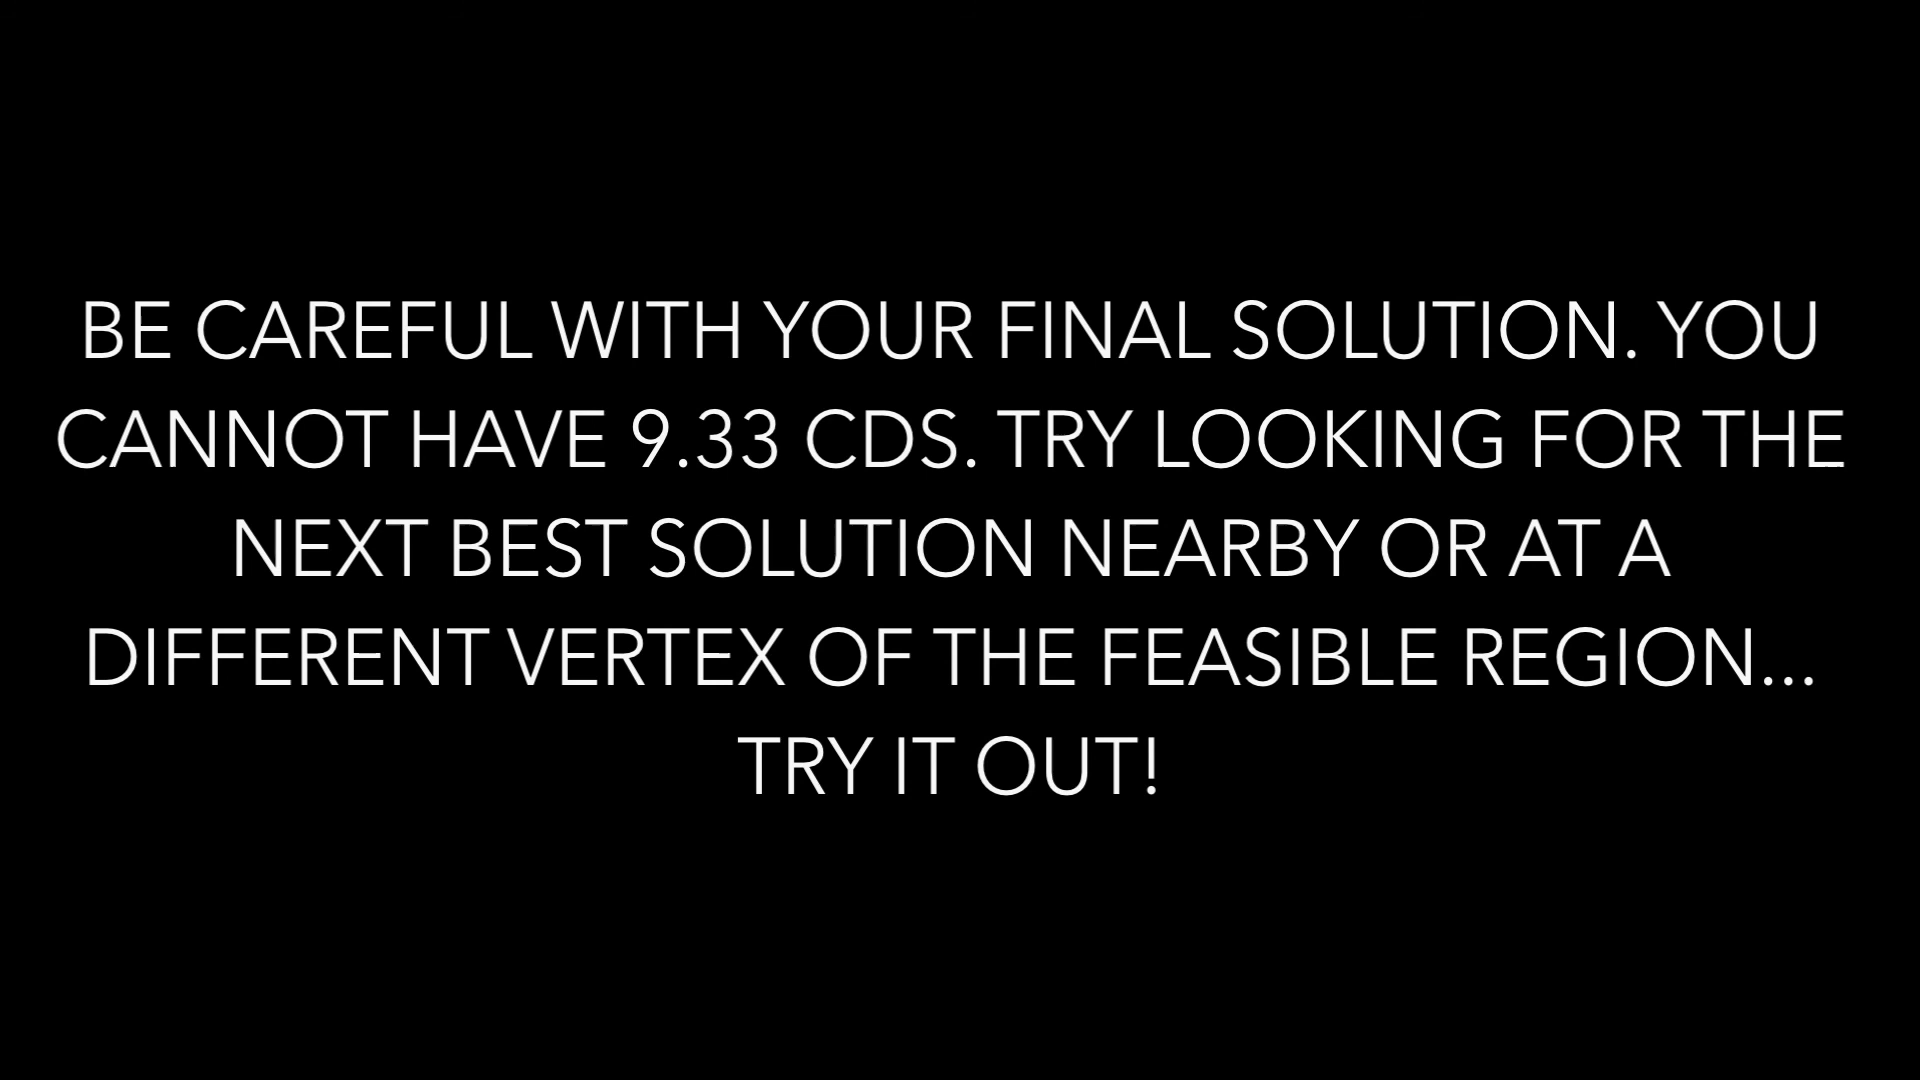 BE CAREFUL WITH YOUR FINAL SOLUTION. YOU
CANNOT HAVE 9.33 CDS. TRY LOOKING FOR THE
NEXT BEST SOLUTION NEARBY OR AT A
DIFFERENT VERTEX OF THE FEASIBLE REGION...
TRY IT OUT!